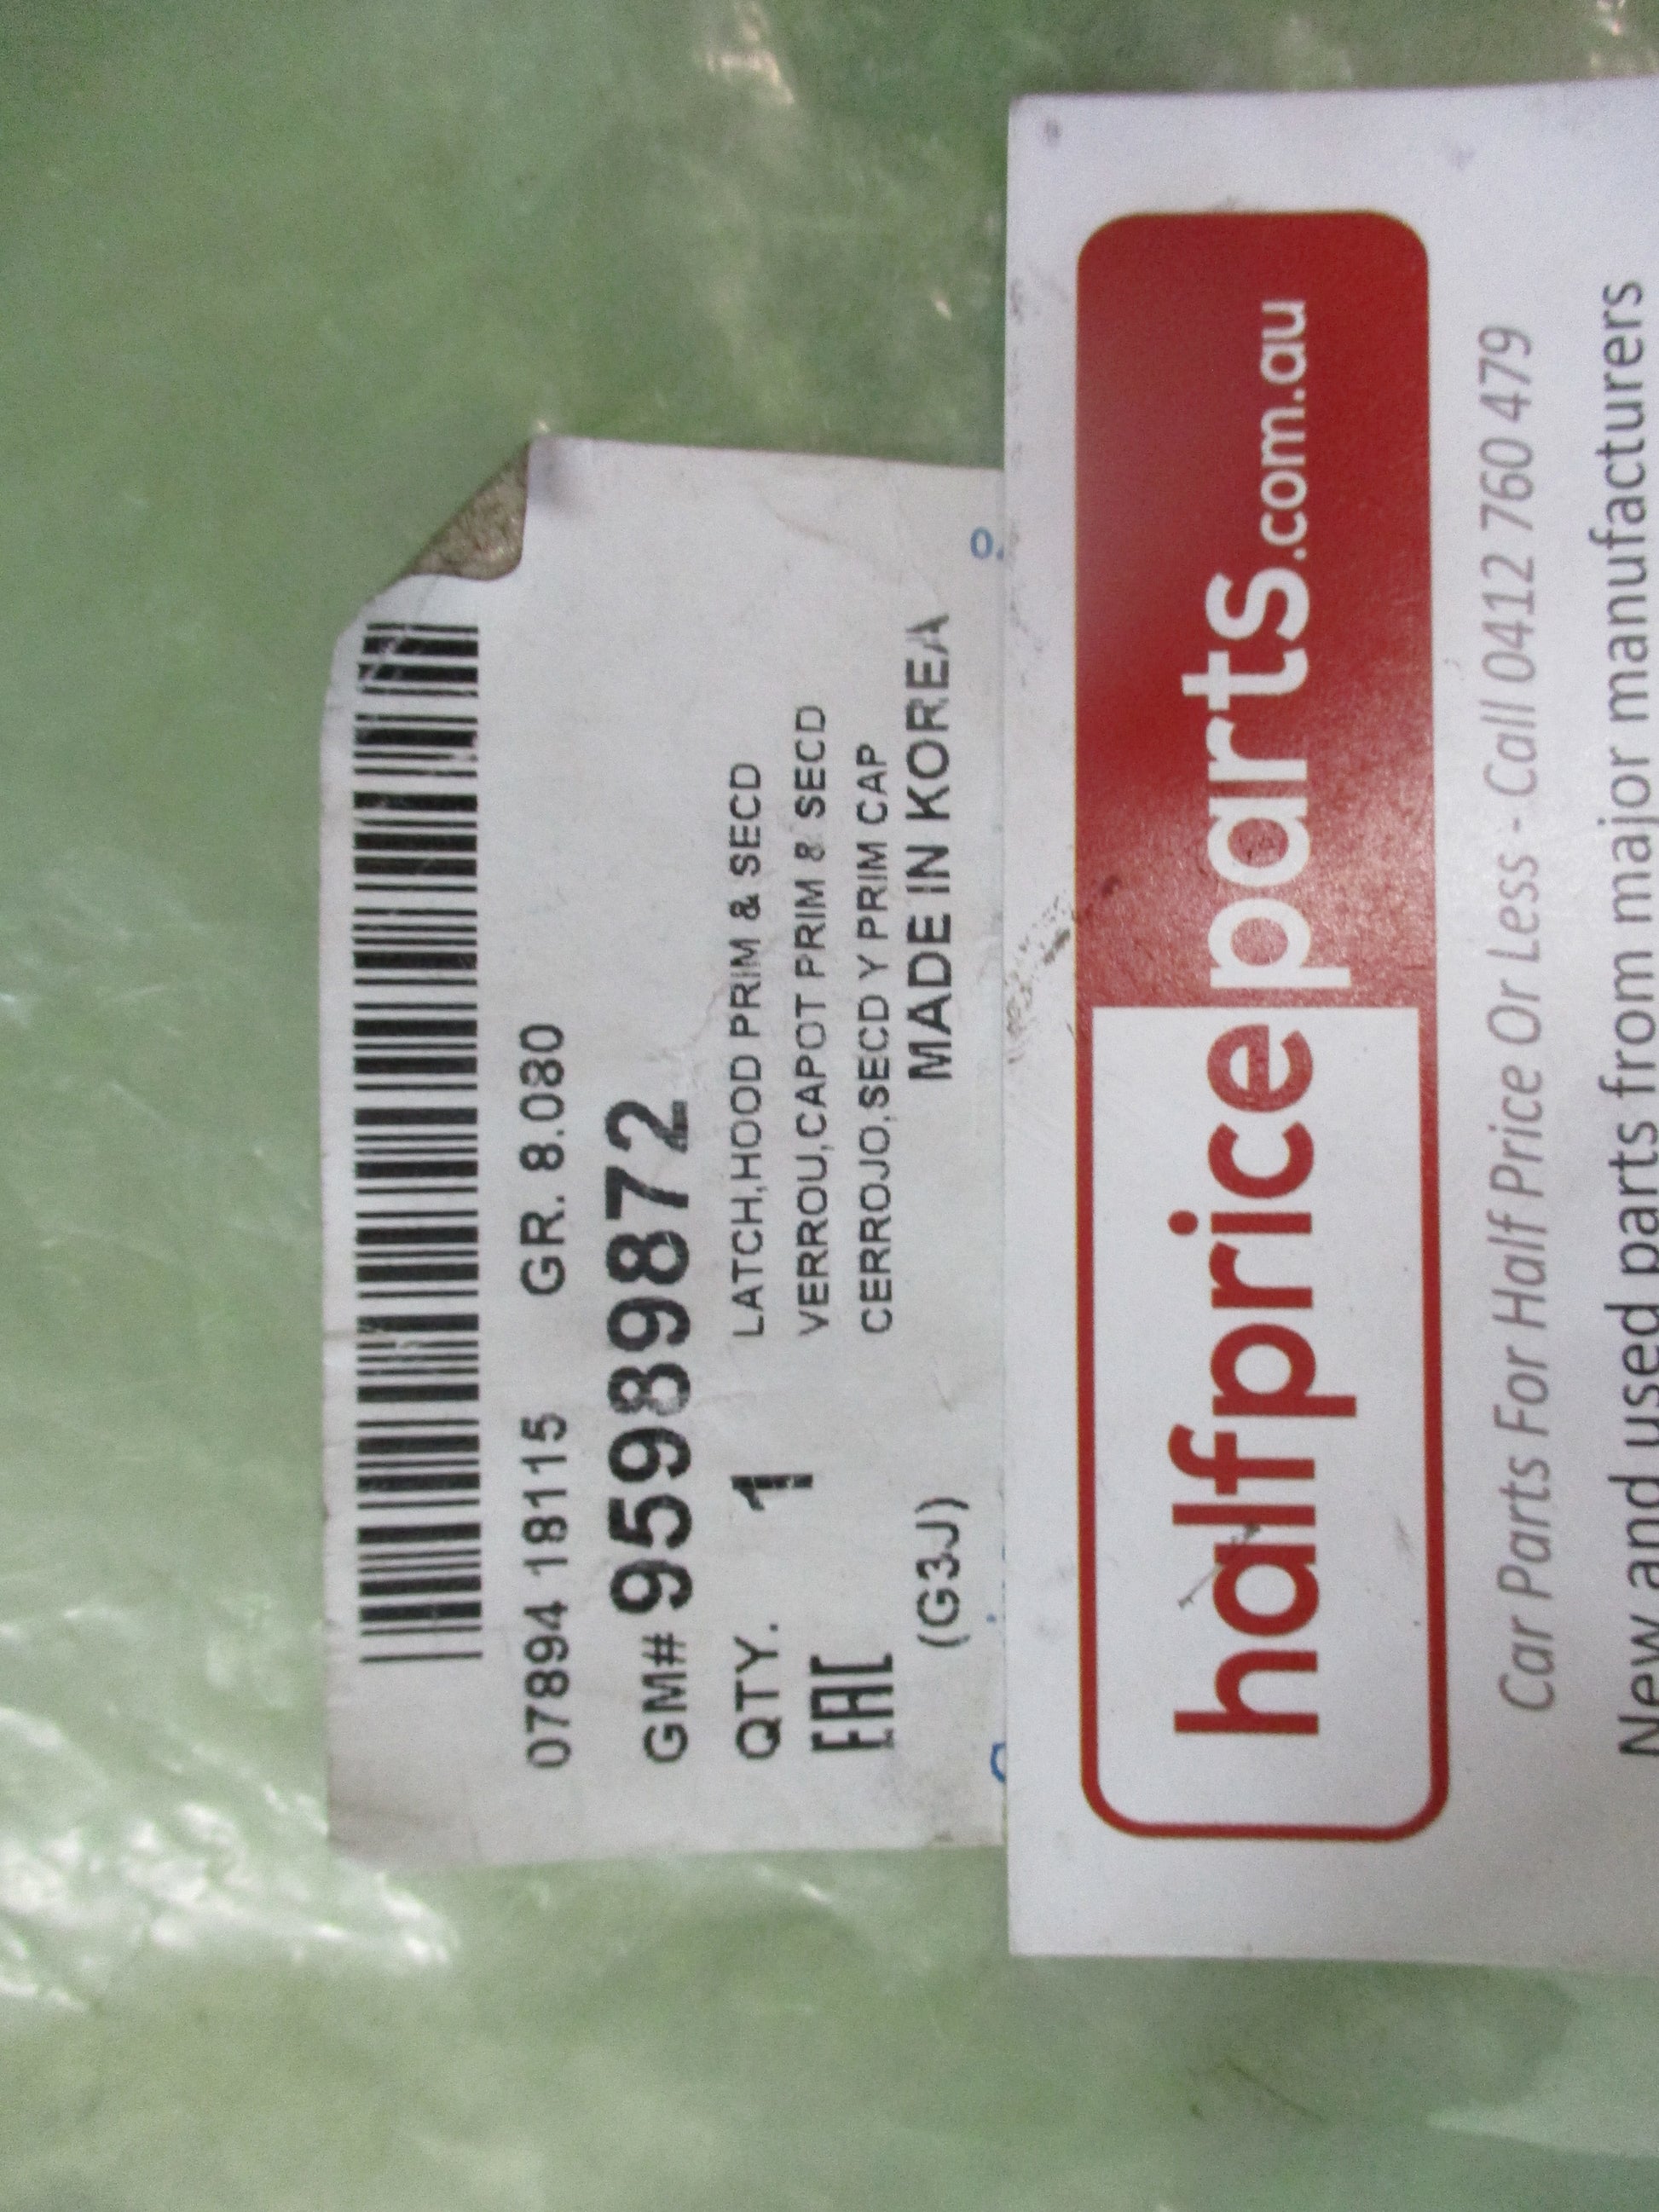 07894 18115 GR. 8.080
GM# 95989872
QTY. 1
LATCH,HOOD PRIM & SECD
VERROU,CAPOT PRIM & SECD
CERROJO,SECD Y PRIM CAP
EAC
MADE IN KOREA
(G3J)
halfpriceparts.com.au
Car Parts For Half Price Or Less - Call 0412 760 479
New and used parts from major manufacturers